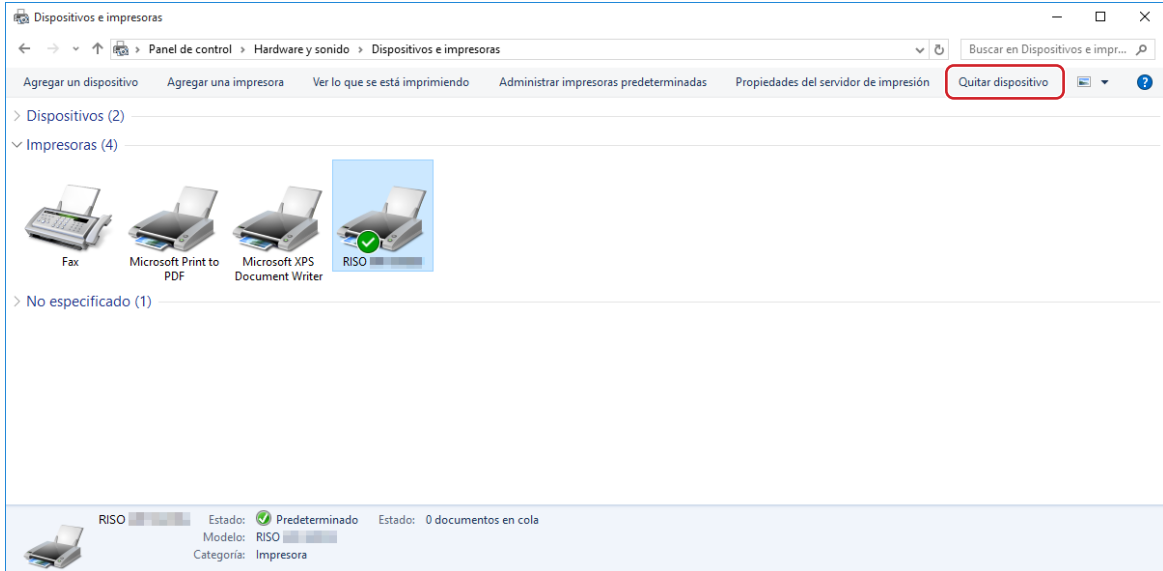 Dispositivos e impresoras
Panel de control > Hardware y sonido > Dispositivos e impresoras
Buscar en Dispositivos e impr...
Agregar un dispositivo Agregar una impresora Ver lo que se está imprimiendo Administrar impresoras predeterminadas Propiedades del servidor de impresión Quitar dispositivo
Dispositivos (2)
Impresoras (4)
Fax
Microsoft Print to
PDF
Microsoft XPS
Document Writer
RISO
No especificado (1)
RISO Estado: Predeterminado Estado: 0 documentos en cola
Modelo: RISO
Categoría: Impresora